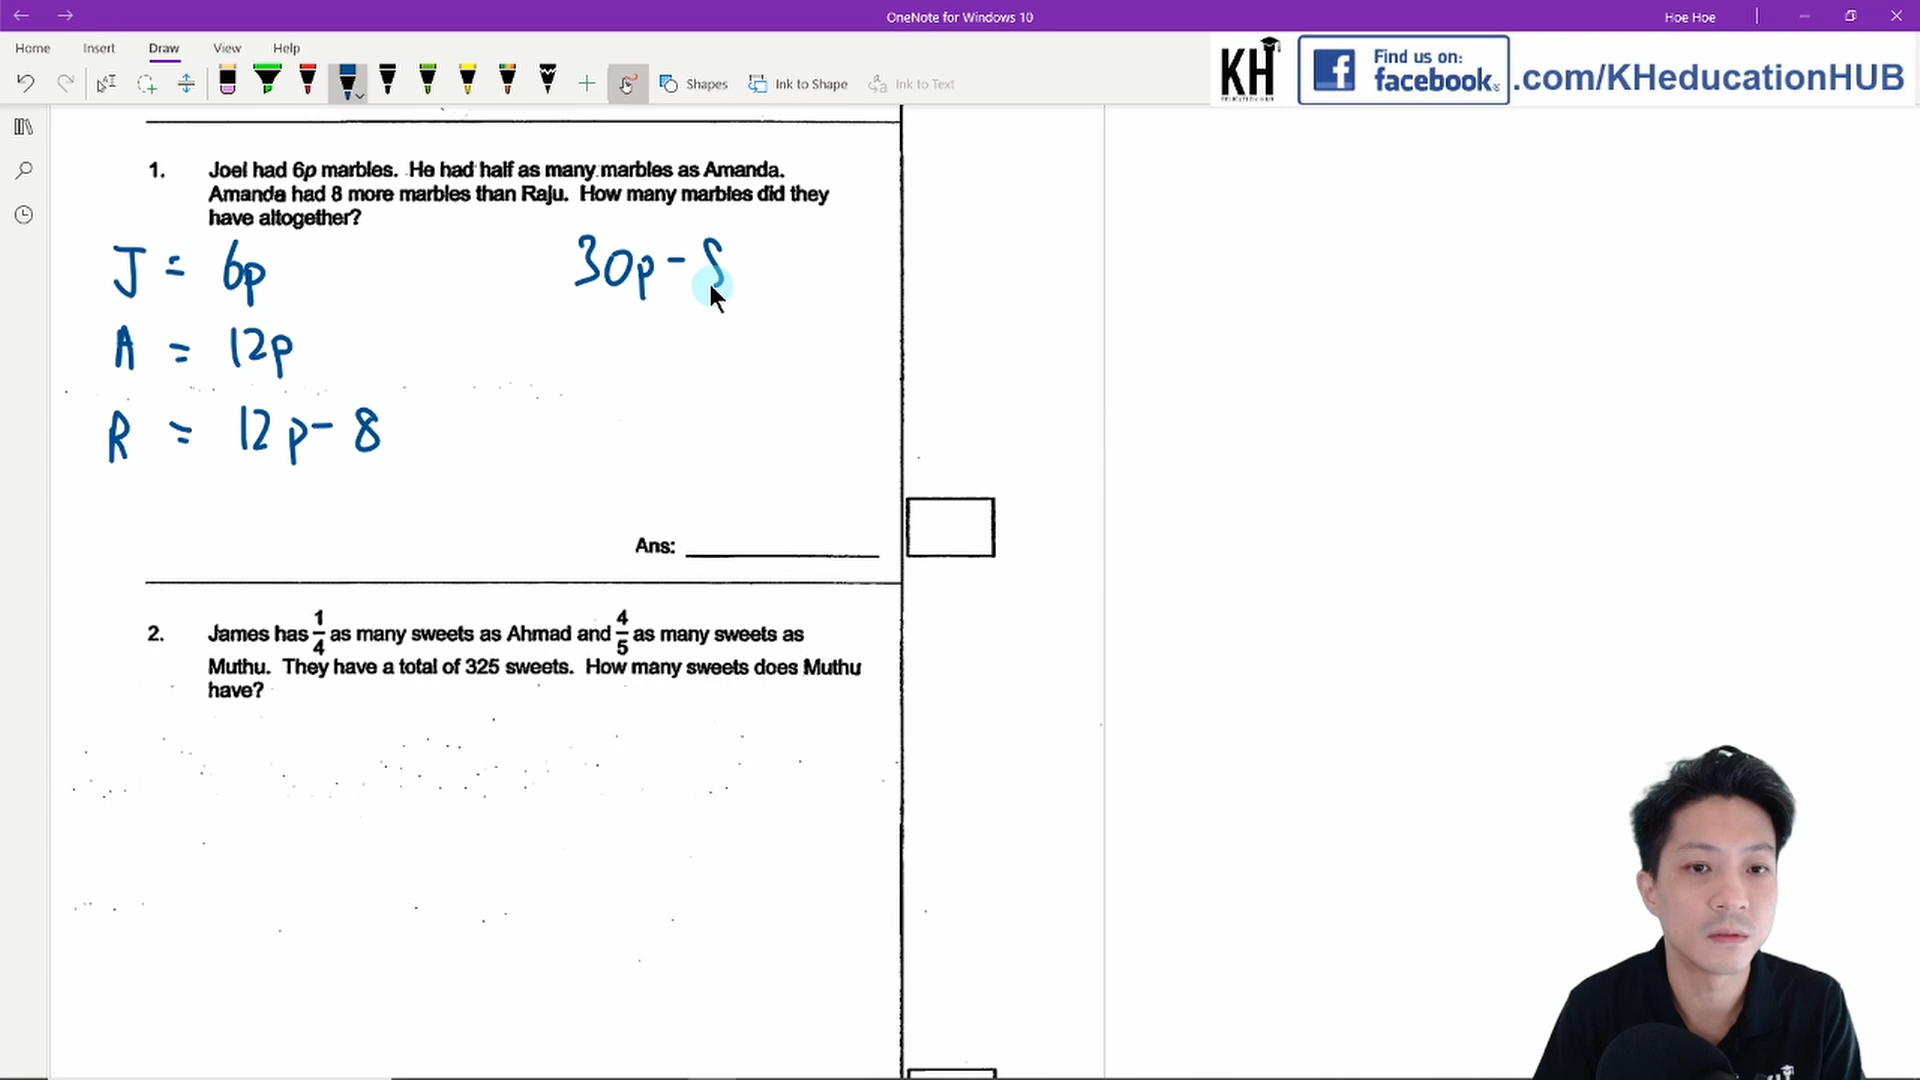 OneNote for Windows 10
Hoe Hoe
Home Insert Draw View Help
Shapes Ink to Shape Ink to Text
KH
Find us on:
facebook.
.com/KHeducationHUB
1. Joel had 6p marbles. He had half as many marbles as Amanda.
Amanda had 8 more marbles than Raju. How many marbles did they
have altogether?
J = 6p
30p -
A = 12p
R = 12p - 8
Ans:
2. James has 1/4 as many sweets as Ahmad and 4/5 as many sweets as
Muthu. They have a total of 325 sweets. How many sweets does Muthu
have?
KH